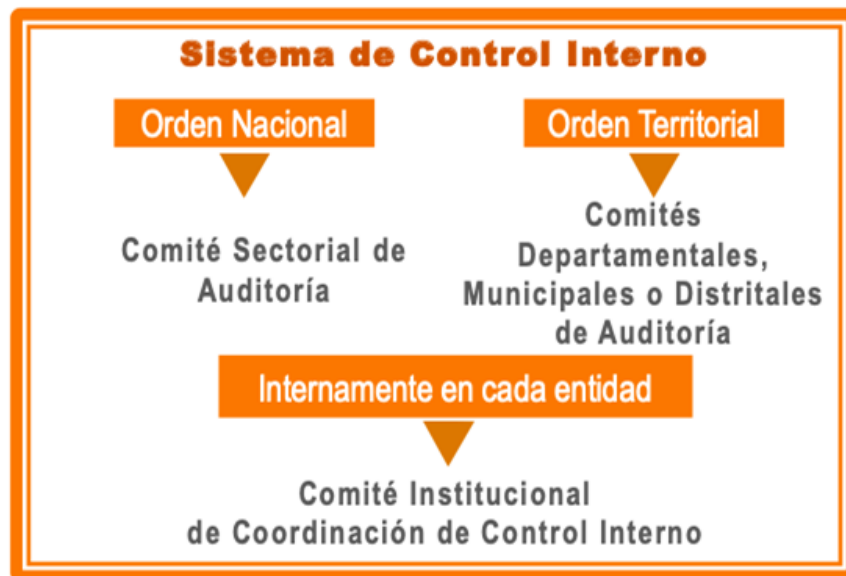 Sistema de Control Interno
Orden Nacional
Comité Sectorial de
Auditoría
Orden Territorial
Comités
Departamentales,
Municipales o Distritales
de Auditoría
Internamente en cada entidad
Comité Institucional
de Coordinación de Control Interno